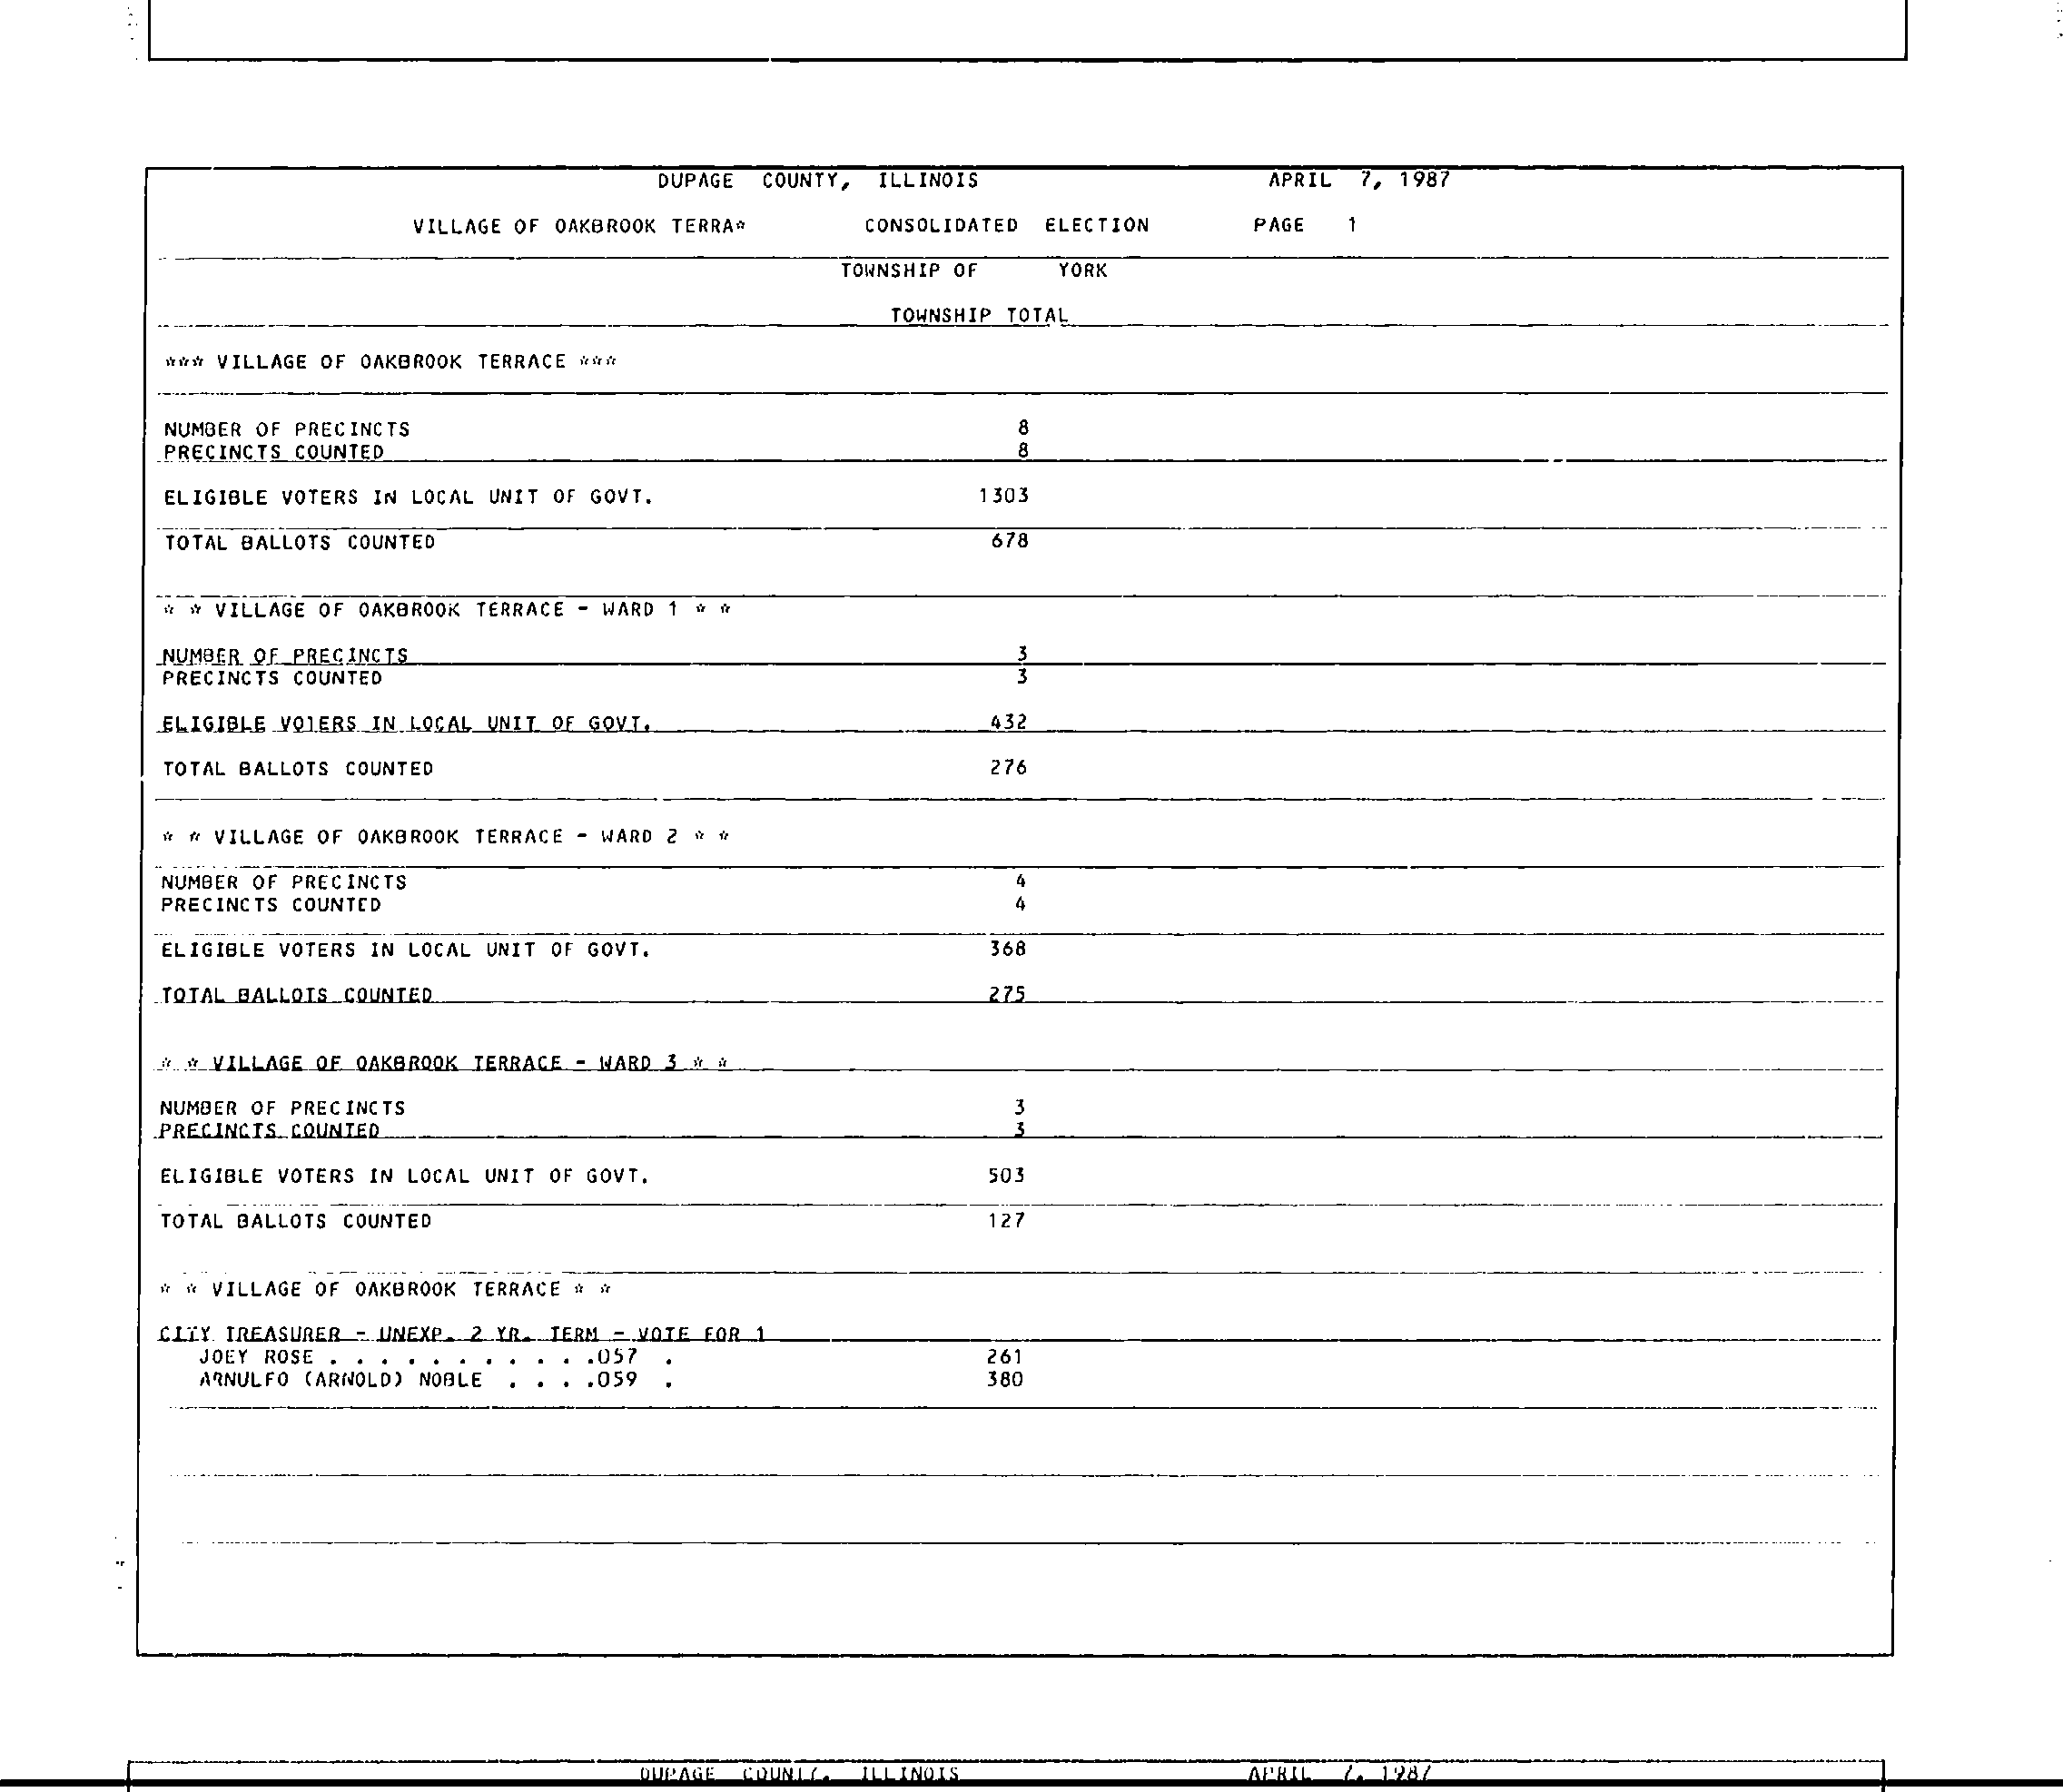 DUPAGE COUNTY, ILLINOIS APRIL 7, 1987
VILLAGE OF OAKBROOK TERRA* CONSOLIDATED ELECTION PAGE 1
TOWNSHIP OF YORK
TOWNSHIP TOTAL
*** VILLAGE OF OAKBROOK TERRACE ***
NUMBER OF PRECINCTS 8
PRECINCTS COUNTED 8
ELIGIBLE VOTERS IN LOCAL UNIT OF GOVT. 1303
TOTAL BALLOTS COUNTED 678
* * VILLAGE OF OAKBROOK TERRACE - WARD 1 * *
NUMBER OF PRECINCTS 3
PRECINCTS COUNTED 3
ELIGIBLE VOTERS IN LOCAL UNIT OF GOVT. 432
TOTAL BALLOTS COUNTED 276
* * VILLAGE OF OAKBROOK TERRACE - WARD 2 * *
NUMBER OF PRECINCTS 4
PRECINCTS COUNTED 4
ELIGIBLE VOTERS IN LOCAL UNIT OF GOVT. 368
TOTAL BALLOTS COUNTED 275
* * VILLAGE OF OAKBROOK TERRACE - WARD 3 * *
NUMBER OF PRECINCTS 3
PRECINCTS COUNTED 3
ELIGIBLE VOTERS IN LOCAL UNIT OF GOVT. 503
TOTAL BALLOTS COUNTED 127
* * VILLAGE OF OAKBROOK TERRACE * *
CITY TREASURER - UNEXP. 2 YR. TERM - VOTE FOR 1
JOEY ROSE . . . . . . . . . . .057 . 261
ARNULFO (ARNOLD) NOBLE . . . .059 . 380
DUPAGE COUNTY, ILLINOIS APRIL 7, 1987